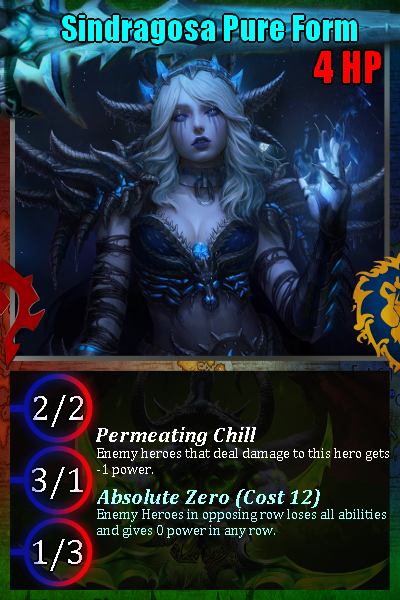 Sindragosa Pure Form
4 HP
2/2
Permeating Chill
Enemy heroes that deal damage to this hero gets
-1 power.
3/1
Absolute Zero (Cost 12)
Enemy Heroes in opposing row loses all abilities
and gives 0 power in any row.
1/3